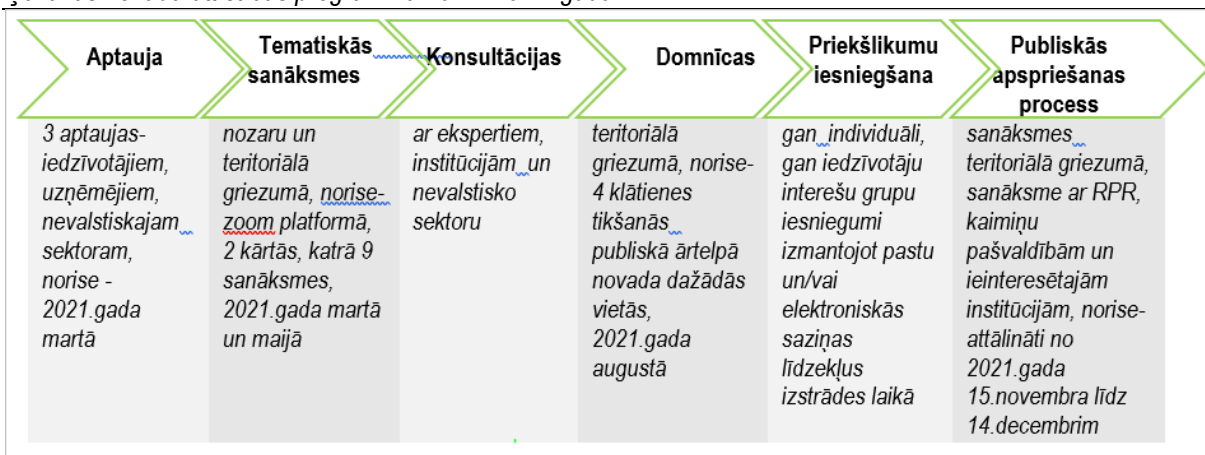 Aptauja
Tematiskās
sanāksmes
Konsultācijas
Domnīcas
Priekšlikumu
iesniegšana
Publiskās
apspriešanas
process
3 aptaujas-
iedzīvotājiem,
uzņēmējiem,
nevalstiskajam
sektoram,
norise -
2021.gada
martā
nozaru un
teritoriālā
griezumā, norise-
zoom platformā,
2 kārtās, katrā 9
sanāksmes,
2021.gada martā
un maijā
ar ekspertiem,
institūcijām un
nevalstisko
sektoru
teritoriālā
griezumā, norise-
4 klātienes
tikšanās
publiskā ārtelpā
novada dažādās
vietās,
2021.gada
augustā
gan individuāli,
gan iedzīvotāju
interešu grupu
iesniegumi
izmantojot pastu
un/vai
elektroniskās
saziņas
līdzekļus
izstrādes laikā
sanāksmes
teritoriālā griezumā,
sanāksme ar RPR,
kaimiņu
pašvaldībām un
ieinteresētajām
institūcijām, norise-
attālināti no
2021.gada
15.novembra līdz
14.decembrim